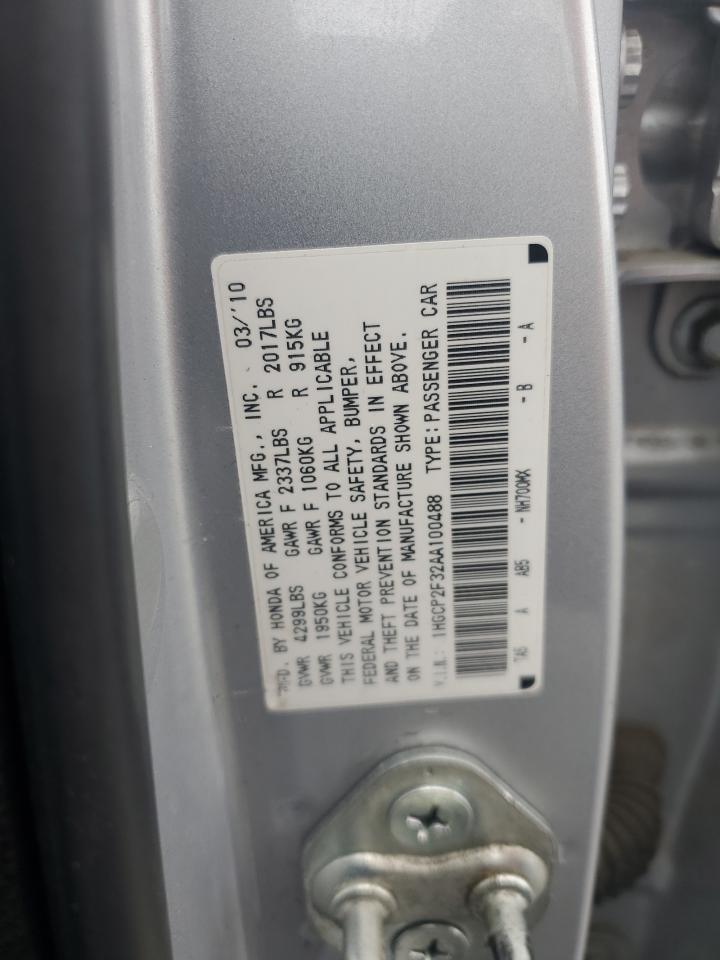 MFD. BY HONDA OF AMERICA MFG., INC. 03/'10
GVWR 4299LBS GAWR F 2337LBS R 2017LBS
GVWR 1950KG GAWR F 1060KG R 915KG
THIS VEHICLE CONFORMS TO ALL APPLICABLE
FEDERAL MOTOR VEHICLE SAFETY, BUMPER,
AND THEFT PREVENTION STANDARDS IN EFFECT
ON THE DATE OF MANUFACTURE SHOWN ABOVE.
V.I.N.: 1HGCP2F32AA100488 TYPE: PASSENGER CAR
TA5 A AB5 - NH700MX - B - A